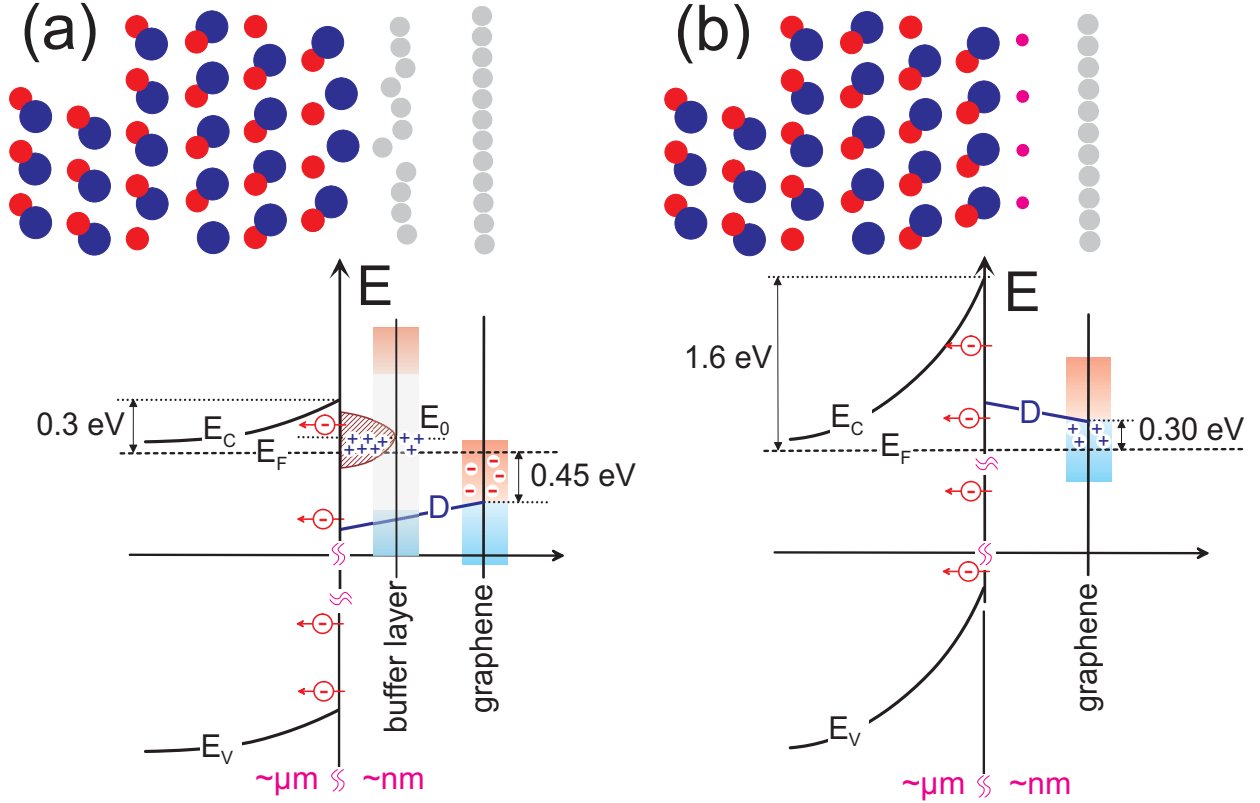 (a)
E
0.3 eV
E_C
E_0
E_F
0.45 eV
D
E_V
buffer layer
graphene
~μm
~nm
(b)
E
1.6 eV
E_C
D
E_F
0.30 eV
E_V
graphene
~μm
~nm